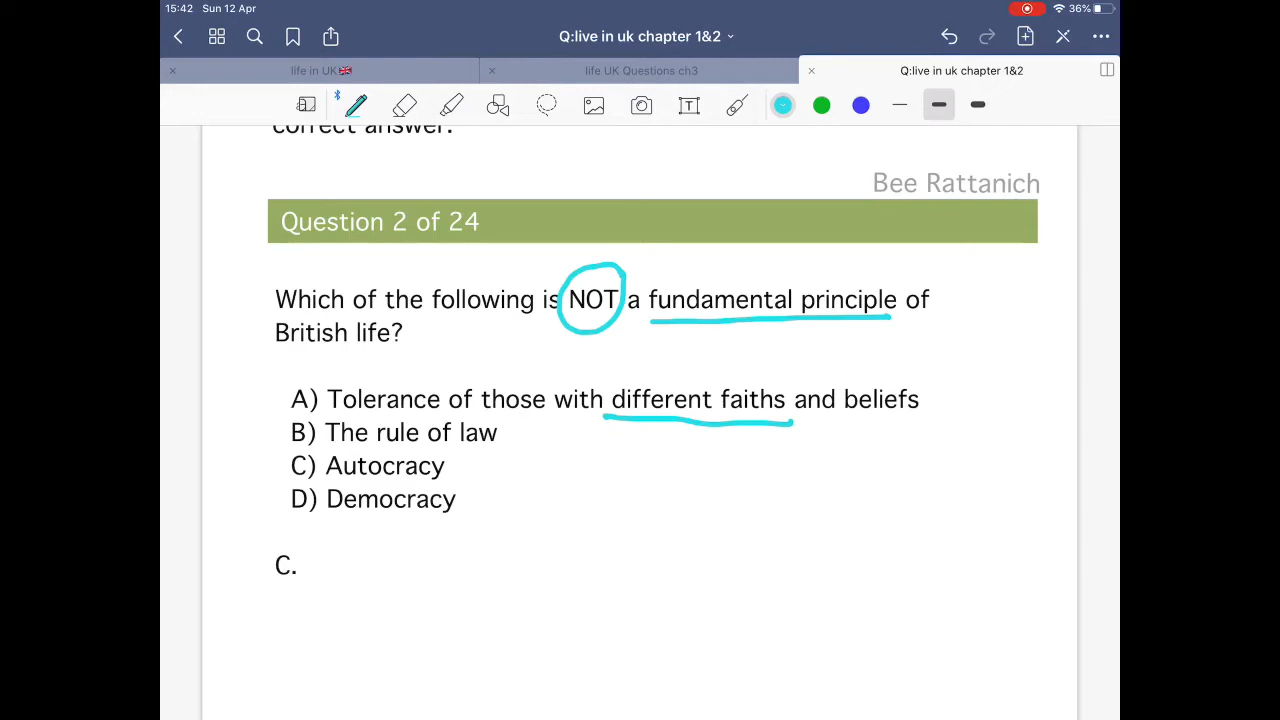 15:42 Sun 12 Apr
36%
Q:live in uk chapter 1&2
life in UK🇬🇧
life UK Questions ch3
Q:live in uk chapter 1&2
T
correct answer.
Bee Rattanich
Question 2 of 24
Which of the following is NOT a fundamental principle of
British life?
A) Tolerance of those with different faiths and beliefs
B) The rule of law
C) Autocracy
D) Democracy
C.